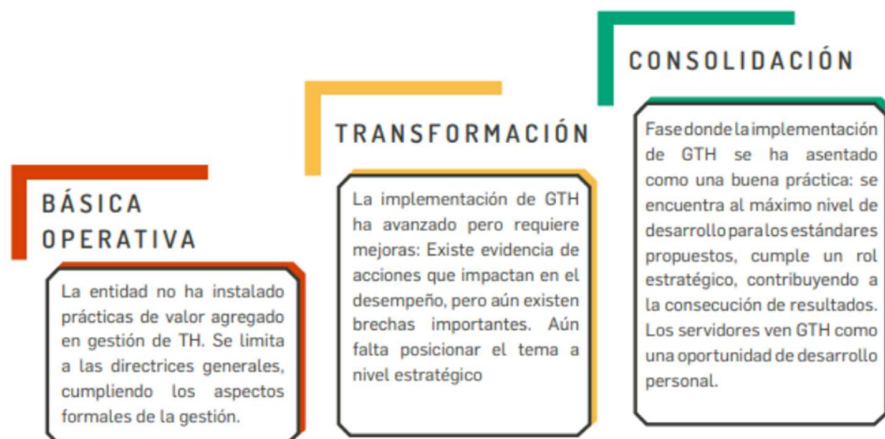 BÁSICA
OPERATIVA
La entidad no ha instalado
prácticas de valor agregado
en gestión de TH. Se limita
a las directrices generales,
cumpliendo los aspectos
formales de la gestión.
TRANSFORMACIÓN
La implementación de GTH
ha avanzado pero requiere
mejoras: Existe evidencia de
acciones que impactan en el
desempeño, pero aún existen
brechas importantes. Aún
falta posicionar el tema a
nivel estratégico
CONSOLIDACIÓN
Fase donde la implementación
de GTH se ha asentado
como una buena práctica: se
encuentra al máximo nivel de
desarrollo para los estándares
propuestos, cumple un rol
estratégico, contribuyendo a
la consecución de resultados.
Los servidores ven GTH como
una oportunidad de desarrollo
personal.